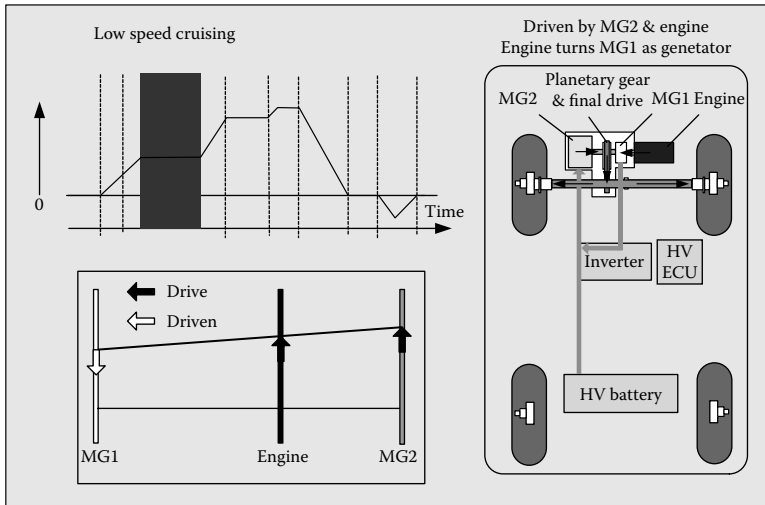 Low speed cruising
0
Time
Drive
Driven
MG1
Engine
MG2
Driven by MG2 & engine
Engine turns MG1 as genetator
Planetary gear
MG2 & final drive MG1 Engine
Inverter
HV
ECU
HV battery